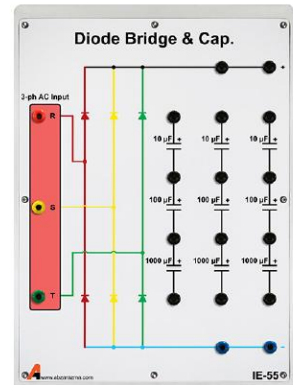 Diode Bridge & Cap.
3-ph AC Input
R
S
T
10 µF + 10 µF + 10 µF +
100 µF + 100 µF + 100 µF +
1000 µF + 1000 µF + 1000 µF +
+
-
IE-55